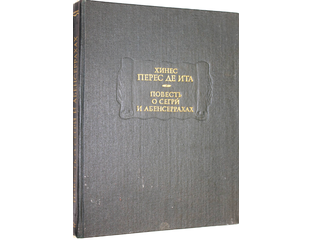 ХИНЕС
ПЕРЕС ДЕ ИТА
ПОВЕСТЬ
О СЕГРИ
И АБЕНСЕРРАХАХ